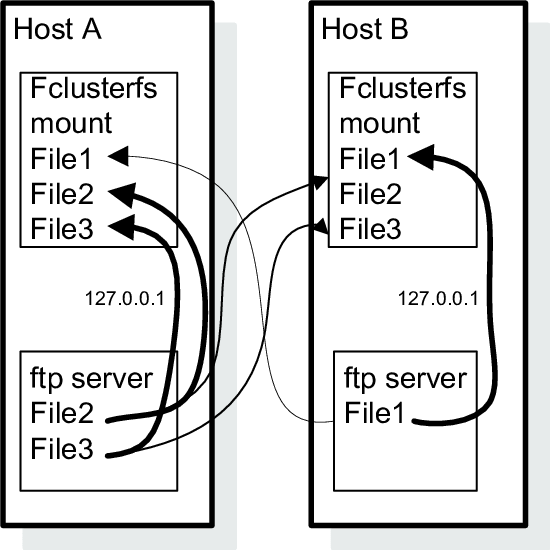 Host A
Fclusterfs
mount
File1
File2
File3
127.0.0.1
ftp server
File2
File3
Host B
Fclusterfs
mount
File1
File2
File3
127.0.0.1
ftp server
File1